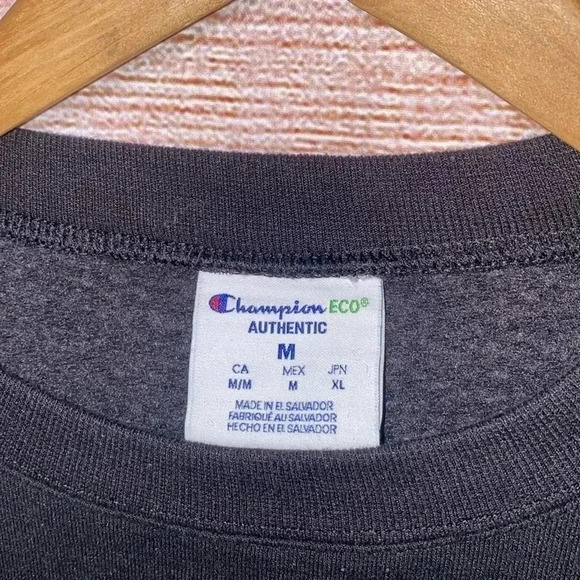 Champion ECO®
AUTHENTIC
M
CA MEX JPN
M/M M XL
MADE IN EL SALVADOR
FABRIQUÉ AU SALVADOR
HECHO EN EL SALVADOR